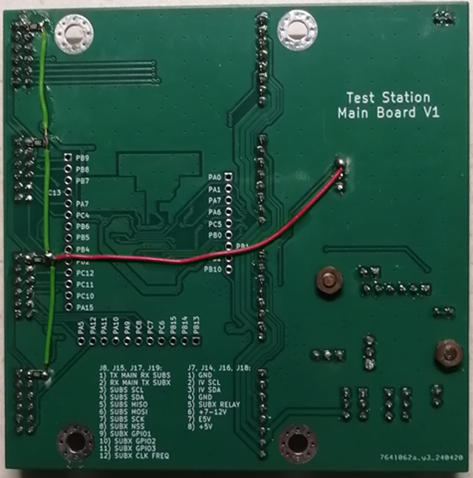 Test Station
Main Board V1
PB9
PB8
PB7
C13
PA7
PC4
PB6
PB5
PB4
PC12
PC11
PC10
PA15
PA0
PA1
PA7
PA6
PC5
PB0
PB1
PB10
PA5
PA12
PA11
PA10
PA9
PC8
PC7
PC6
PB15
PB14
PB13
J8, J15, J17, J19:
1) TX MAIN RX SUBS
2) RX MAIN TX SUBX
3) SUBS SCL
4) SUBS SDA
5) SUBS MISO
6) SUBS MOSI
7) SUBS SCK
8) SUBX NSS
9) SUBX GPIO1
10) SUBX GPIO2
11) SUBX GPIO3
12) SUBX CLK FREQ
J7, J14, J16, J18:
1) GND
2) IV SCL
3) IV SDA
4) GND
5) SUBX RELAY
6) +7-12V
7) E5V
8) +5V
7641062a_y3_240420